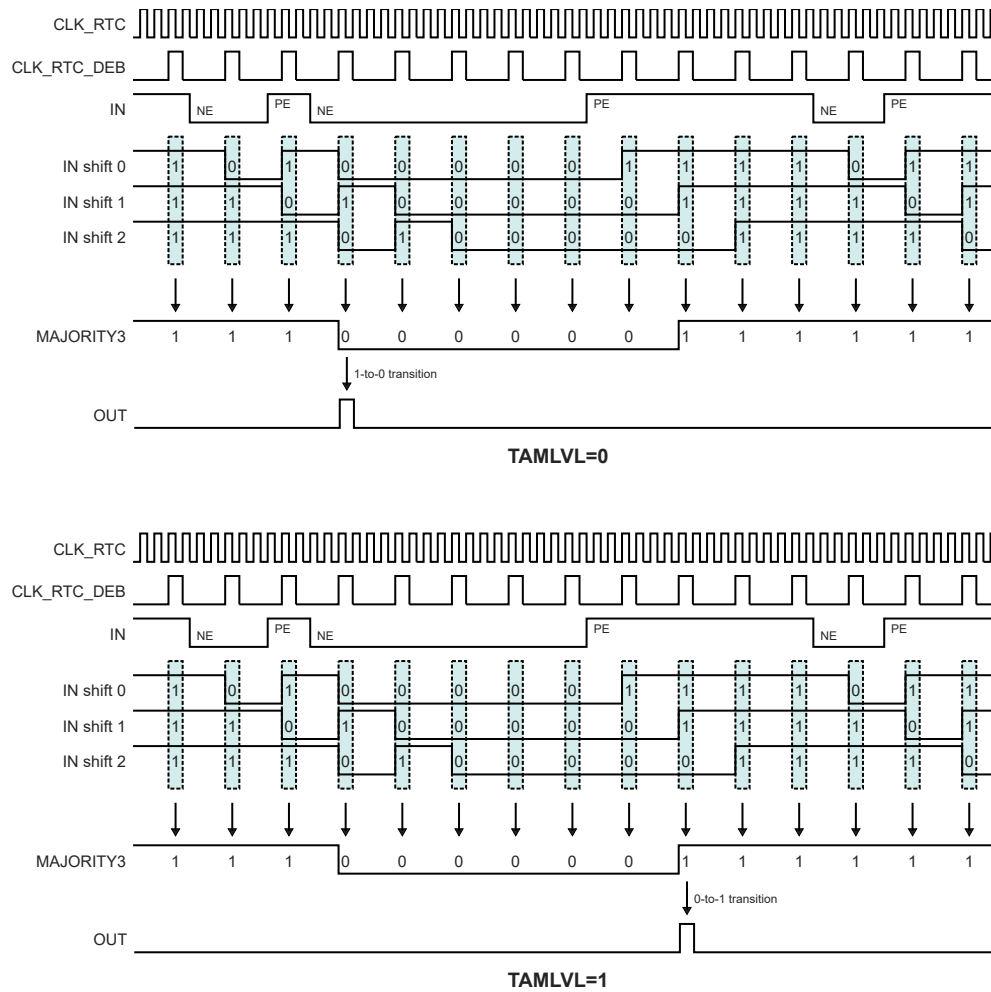 CLK_RTC
CLK_RTC_DEB
IN NE PE NE PE NE PE
IN shift 0 1 0 1 0 0 0 0 0 1 1 1 1 0 1 1
IN shift 1 1 1 0 1 0 0 0 0 0 1 1 1 1 0 1
IN shift 2 1 1 1 0 1 0 0 0 0 0 1 1 1 1 0
MAJORITY3 1 1 1 0 0 0 0 0 0 1 1 1 1 1 1
1-to-0 transition
OUT
TAMLVL=0
CLK_RTC
CLK_RTC_DEB
IN NE PE NE PE NE PE
IN shift 0 1 0 1 0 0 0 0 0 1 1 1 1 0 1 1
IN shift 1 1 1 0 1 0 0 0 0 0 1 1 1 1 0 1
IN shift 2 1 1 1 0 1 0 0 0 0 0 1 1 1 1 0
MAJORITY3 1 1 1 0 0 0 0 0 0 1 1 1 1 1 1
0-to-1 transition
OUT
TAMLVL=1